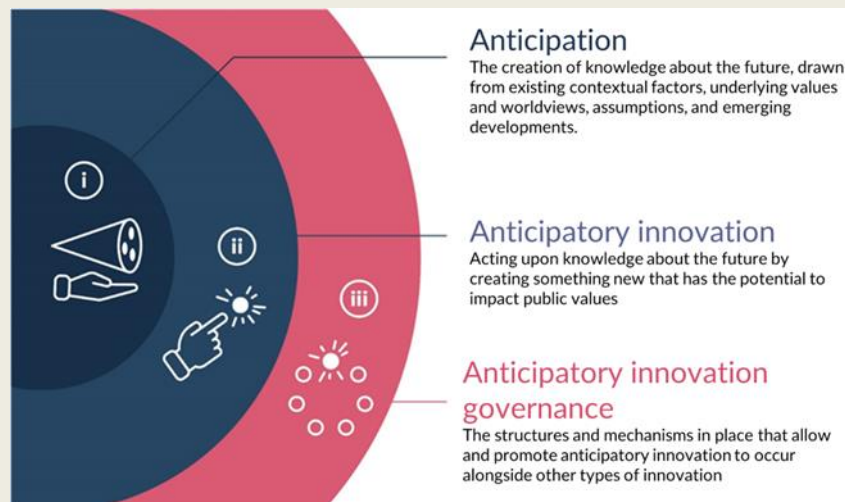 Anticipation
The creation of knowledge about the future, drawn
from existing contextual factors, underlying values
and worldviews, assumptions, and emerging
developments.
i
ii
Anticipatory innovation
Acting upon knowledge about the future by
creating something new that has the potential to
impact public values
iii
Anticipatory innovation
governance
The structures and mechanisms in place that allow
and promote anticipatory innovation to occur
alongside other types of innovation